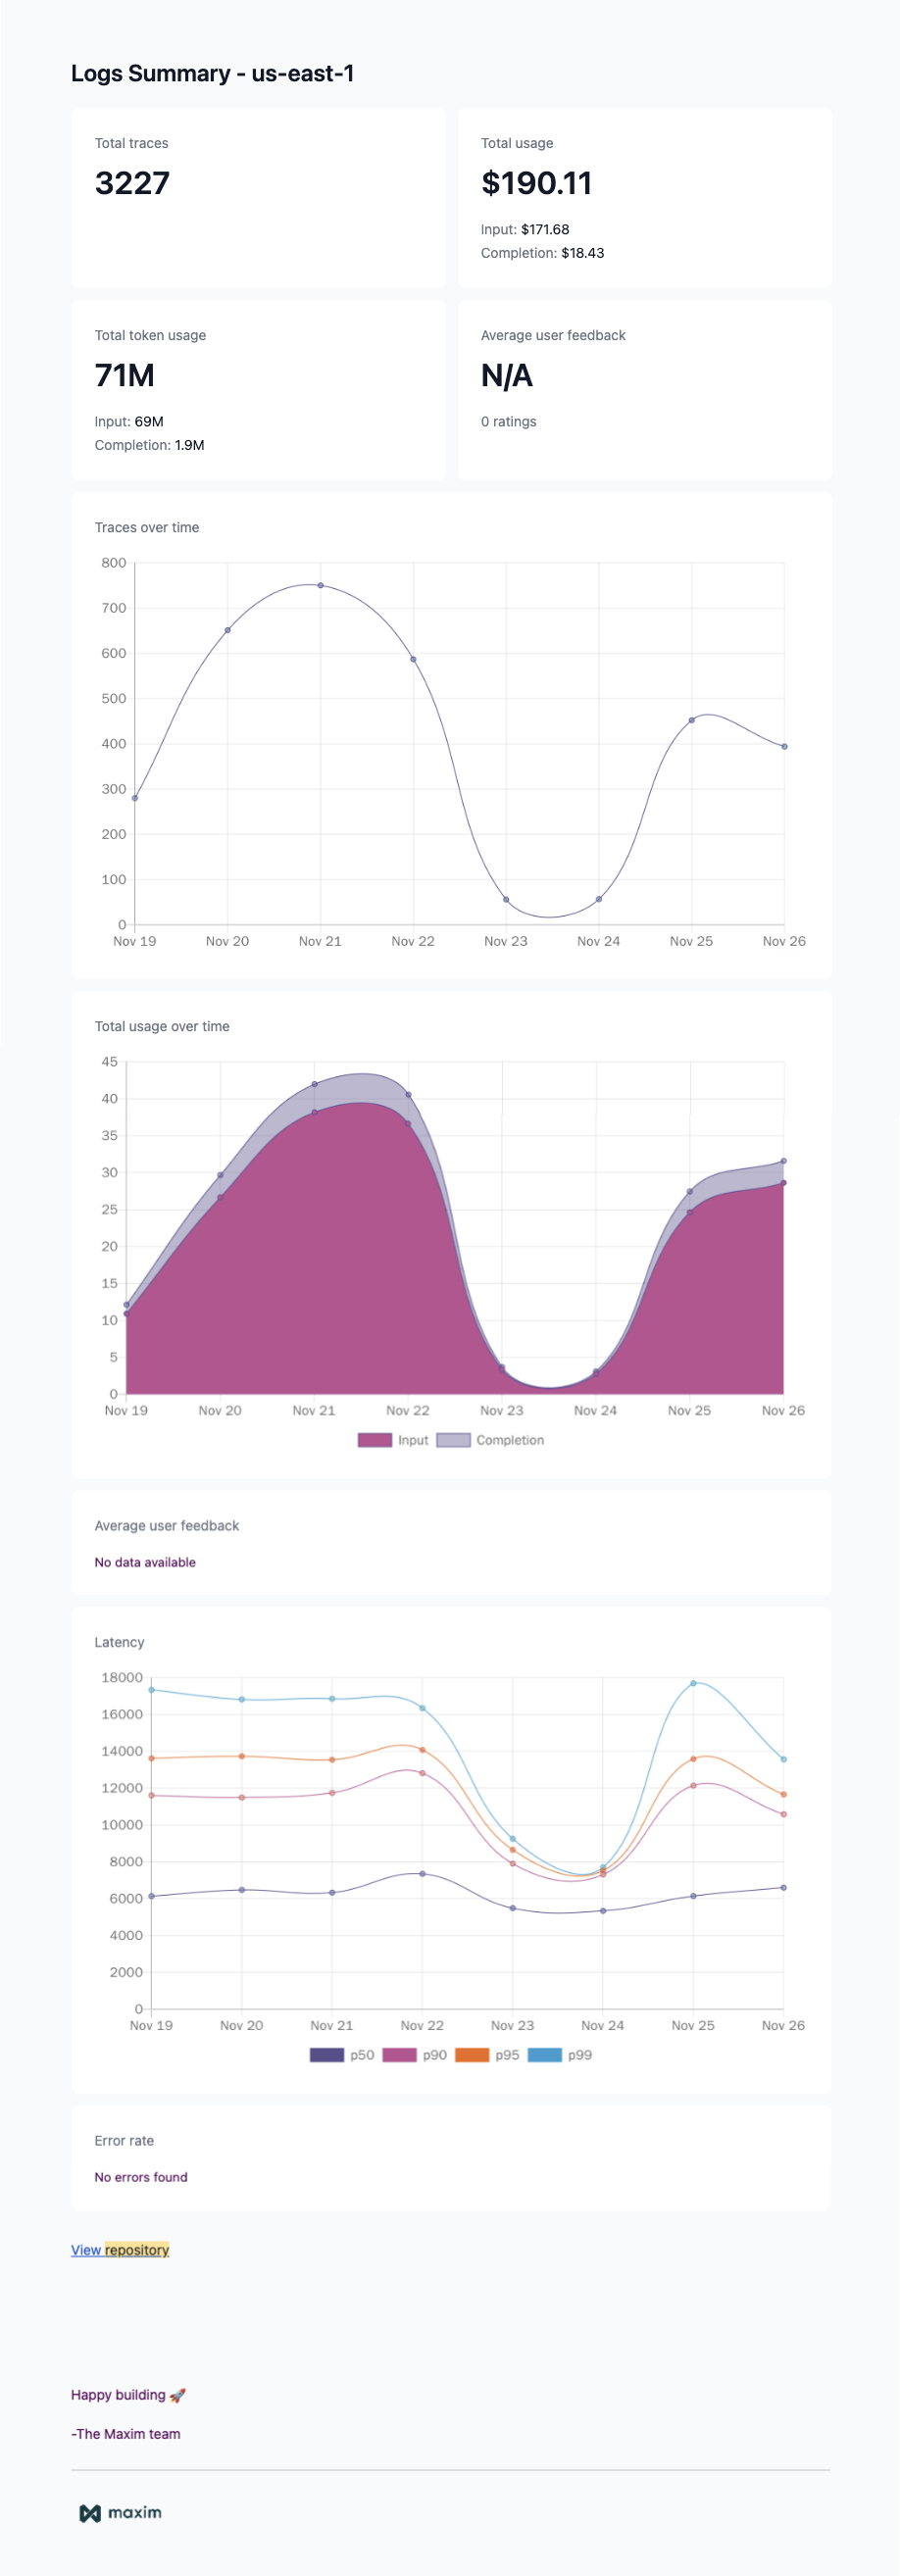 Logs Summary - us-east-1
Total traces
3227
Total usage
$190.11
Input: $171.68
Completion: $18.43
Total token usage
71M
Input: 69M
Completion: 1.9M
Average user feedback
N/A
0 ratings
Traces over time
800
700
600
500
400
300
200
100
0
Nov 19 Nov 20 Nov 21 Nov 22 Nov 23 Nov 24 Nov 25 Nov 26
Total usage over time
45
40
35
30
25
20
15
10
5
0
Nov 19 Nov 20 Nov 21 Nov 22 Nov 23 Nov 24 Nov 25 Nov 26
Input Completion
Average user feedback
No data available
Latency
18000
16000
14000
12000
10000
8000
6000
4000
2000
0
Nov 19 Nov 20 Nov 21 Nov 22 Nov 23 Nov 24 Nov 25 Nov 26
p50 p90 p95 p99
Error rate
No errors found
View repository
Happy building 🚀
-The Maxim team
maxim